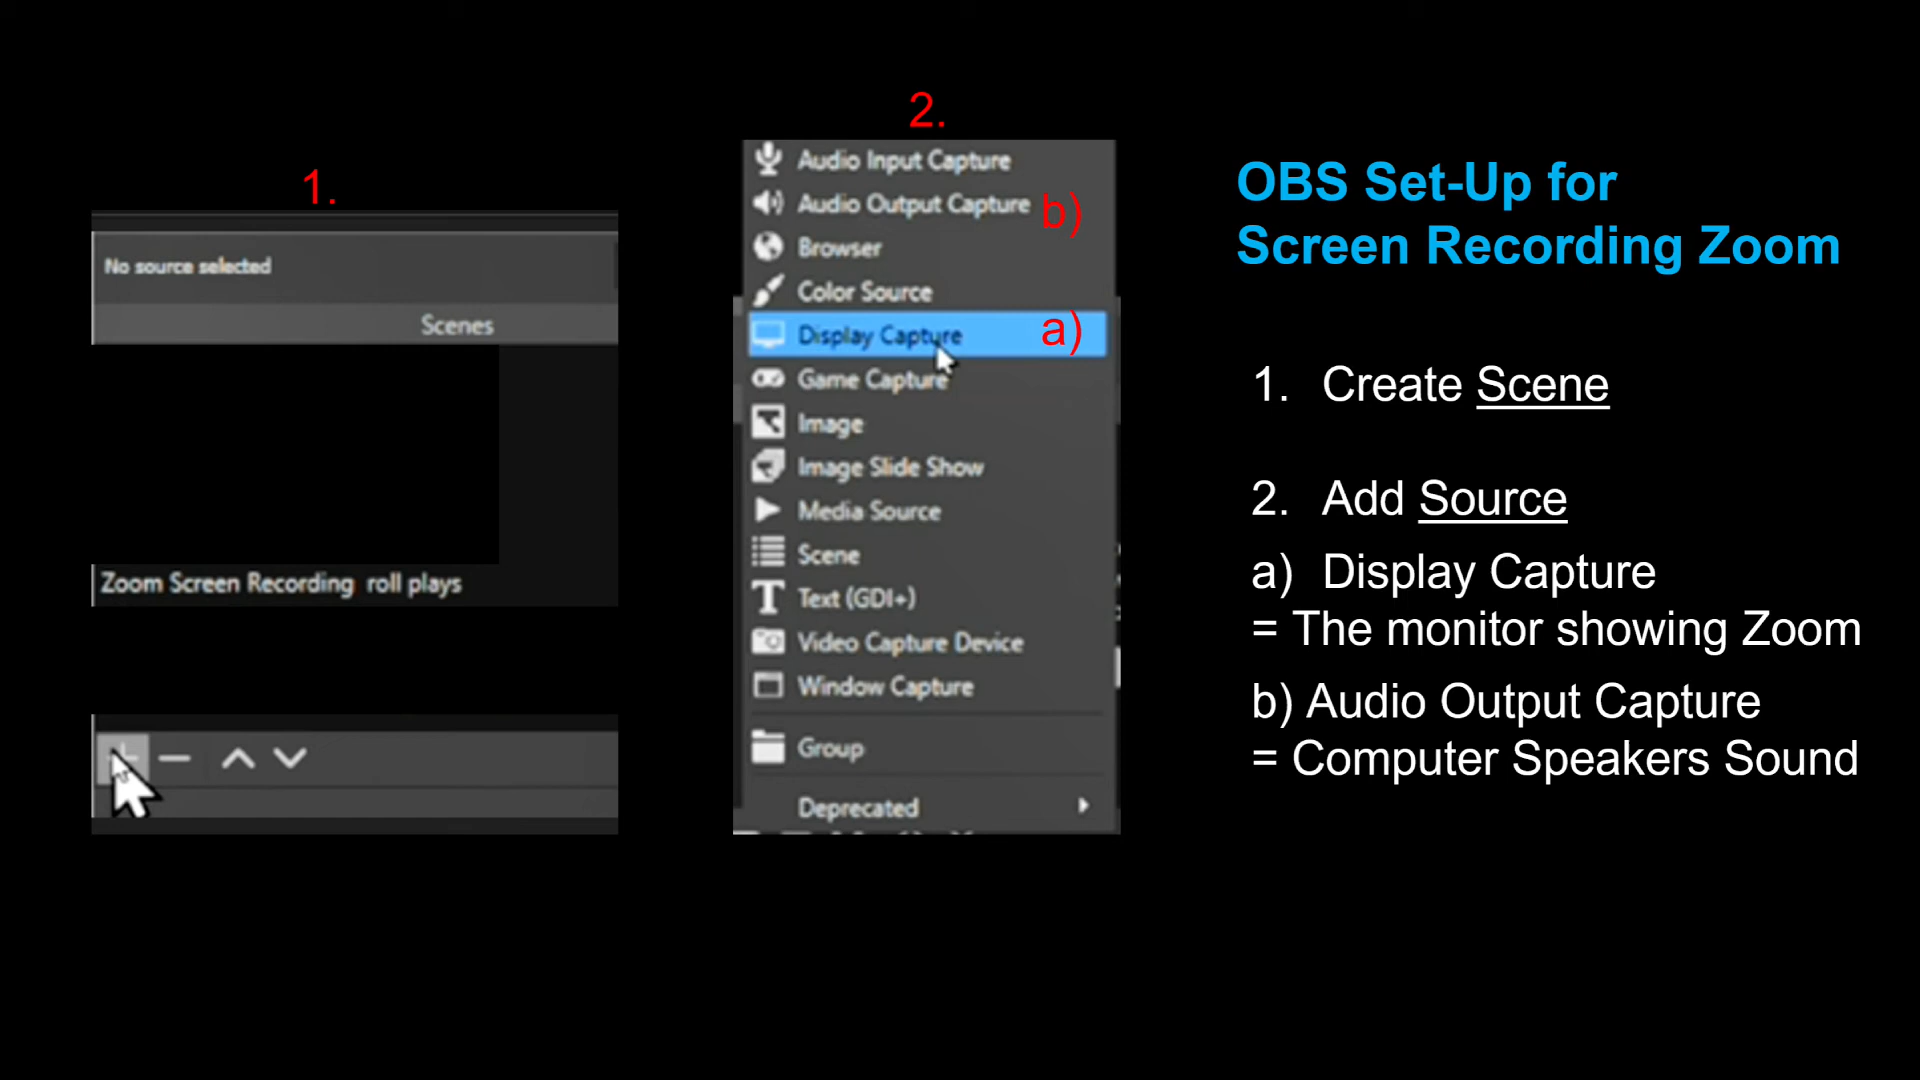 1.
No source selected
Scenes
Zoom Screen Recording roll plays
2.
Audio Input Capture
Audio Output Capture b)
Browser
Color Source
Display Capture a)
Game Capture
Image
Image Slide Show
Media Source
Scene
Text (GDI+)
Video Capture Device
Window Capture
Group
Deprecated
OBS Set-Up for
Screen Recording Zoom
1. Create Scene
2. Add Source
a) Display Capture
= The monitor showing Zoom
b) Audio Output Capture
= Computer Speakers Sound